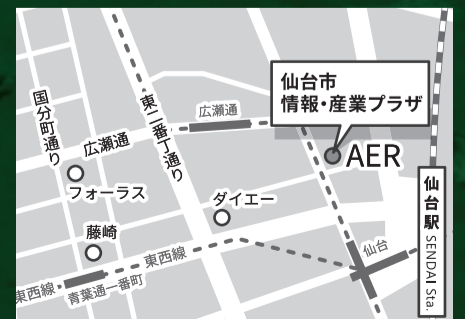 仙台市
情報・産業プラザ
AER
国分町通り
東二番丁通り
広瀬通
広瀬通
フォーラス
ダイエー
藤崎
東西線
東西線
青葉通一番町
仙台
仙台駅 SENDAI Sta.